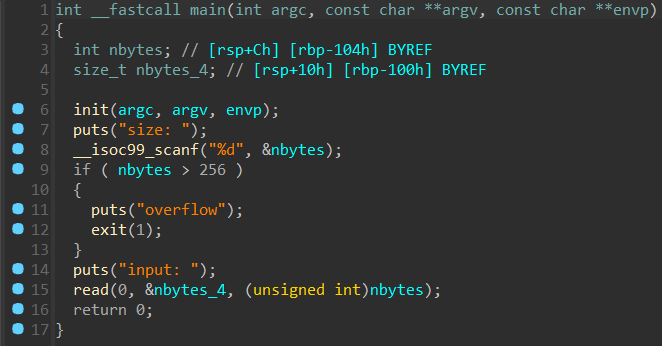 1 int __fastcall main(int argc, const char **argv, const char **envp)
2 {
3   int nbytes; // [rsp+Ch] [rbp-104h] BYREF
4   size_t nbytes_4; // [rsp+10h] [rbp-100h] BYREF
5
6   init(argc, argv, envp);
7   puts("size: ");
8   __isoc99_scanf("%d", &nbytes);
9   if ( nbytes > 256 )
10   {
11     puts("overflow");
12     exit(1);
13   }
14   puts("input: ");
15   read(0, &nbytes_4, (unsigned int)nbytes);
16   return 0;
17 }